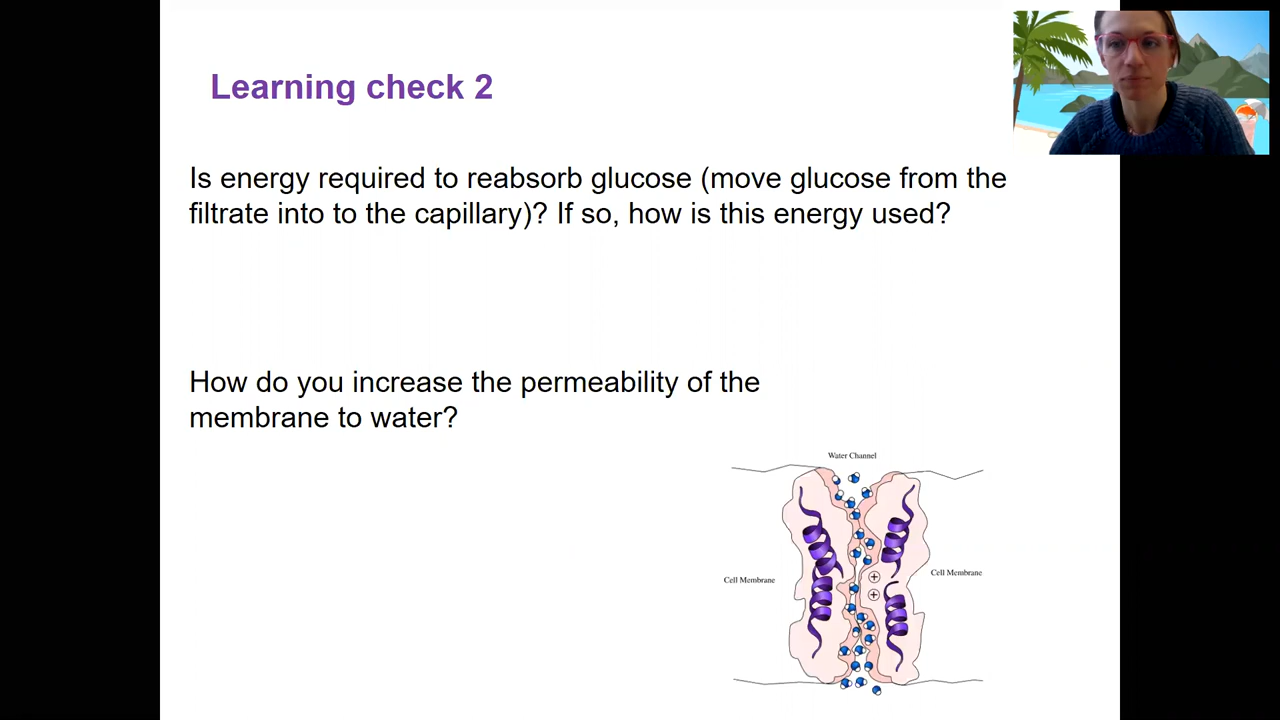 Learning check 2
Is energy required to reabsorb glucose (move glucose from the
filtrate into to the capillary)? If so, how is this energy used?
How do you increase the permeability of the
membrane to water?
Water Channel
Cell Membrane
Cell Membrane